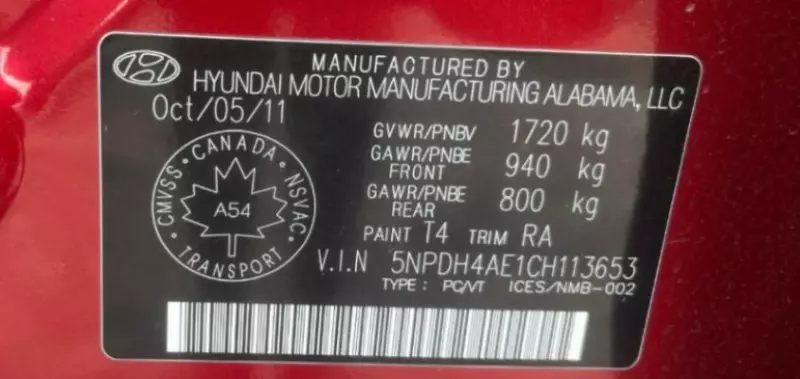 MANUFACTURED BY
HYUNDAI MOTOR MANUFACTURING ALABAMA, LLC
Oct/05/11
GVWR/PNBV 1720 kg
GAWR/PNBE FRONT 940 kg
GAWR/PNBE REAR 800 kg
PAINT T4 TRIM RA
CANADA
CMVSS · NSVAC
A54
TRANSPORT
V.I.N 5NPDH4AE1CH113653
TYPE : PC/VT ICES/NMB-002